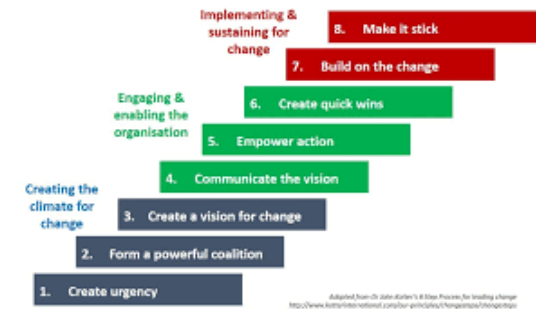 Implementing &
sustaining for
change
8. Make it stick
7. Build on the change
Engaging &
enabling the
organisation
6. Create quick wins
5. Empower action
4. Communicate the vision
Creating the
climate for
change
3. Create a vision for change
2. Form a powerful coalition
1. Create urgency
Adapted from Dr John Kotter's 8 Step Process for leading change